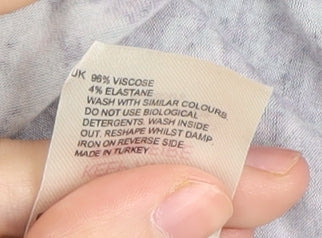 UK 96% VISCOSE
4% ELASTANE
WASH WITH SIMILAR COLOURS
DO NOT USE BIOLOGICAL
DETERGENTS. WASH INSIDE
OUT. RESHAPE WHILST DAMP
IRON ON REVERSE SIDE
MADE IN TURKEY